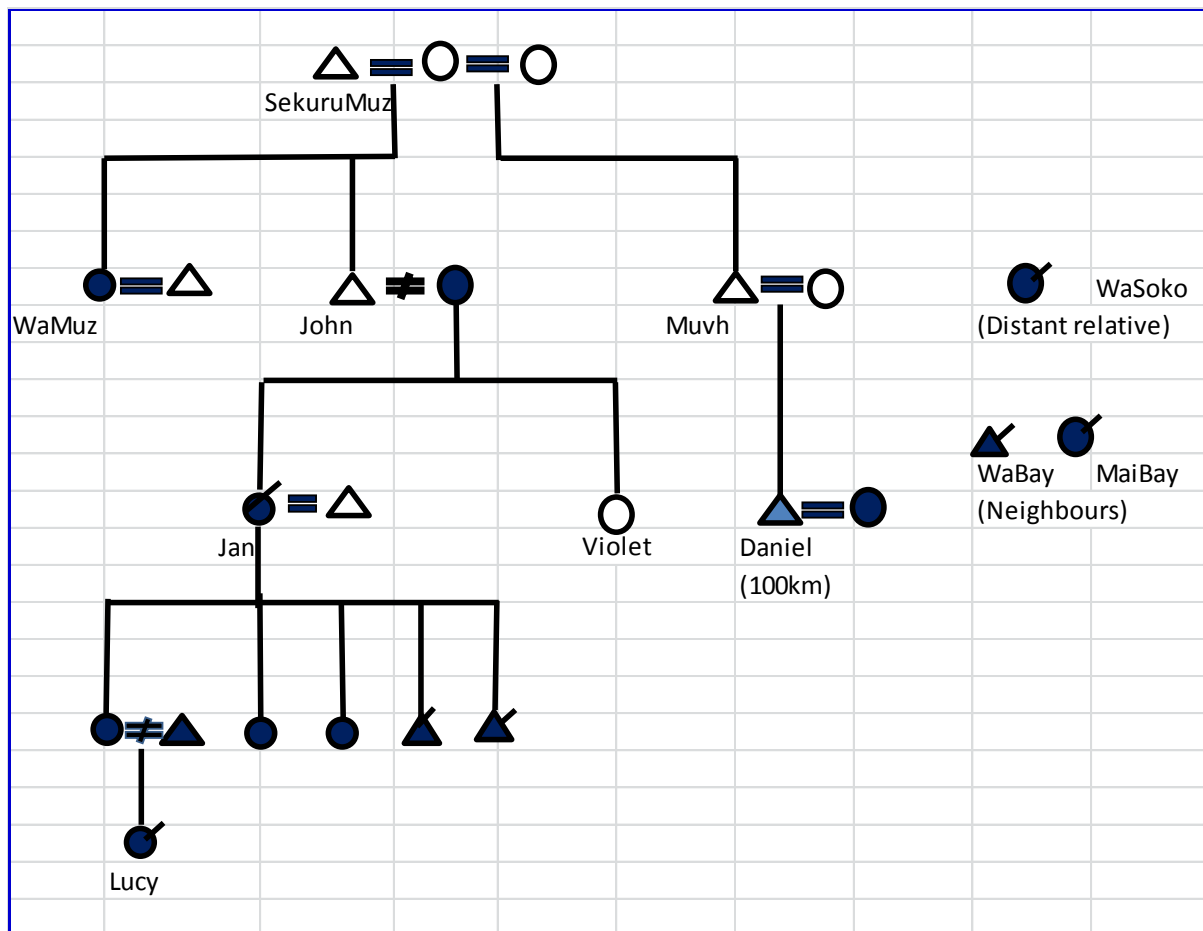 SekuruMuz
WaMuz
John
Muvh
WaSoko
(Distant relative)
WaBay
MaiBay
(Neighbours)
Jan
Violet
Daniel
(100km)
Lucy